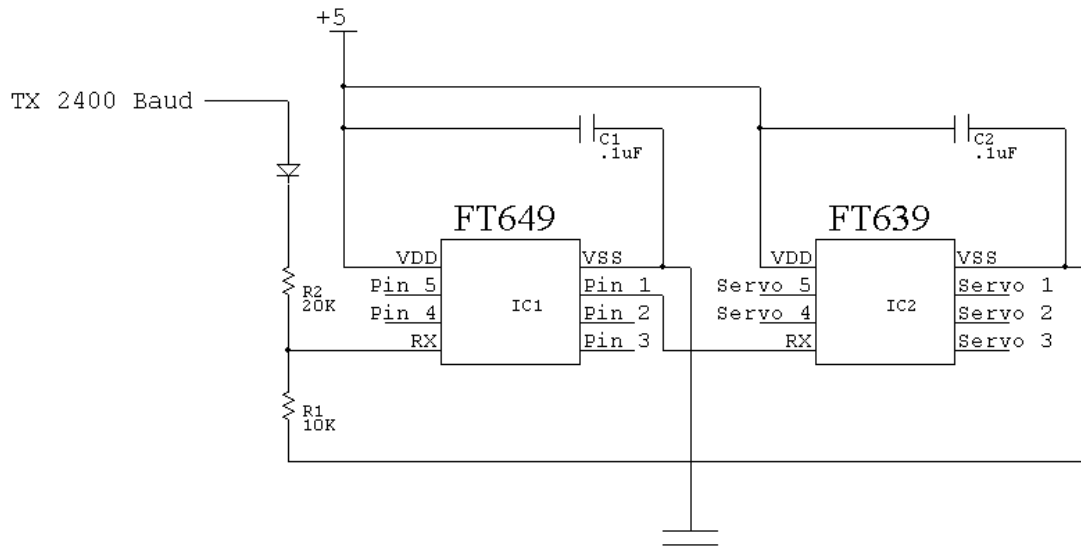 +5
TX 2400 Baud
C1
.1uF
C2
.1uF
FT649
FT639
VDD
VSS
VDD
VSS
Pin 5
Pin 1
Servo 5
Servo 1
R2
20K
IC1
IC2
Pin 4
Pin 2
Servo 4
Servo 2
RX
Pin 3
RX
Servo 3
R1
10K